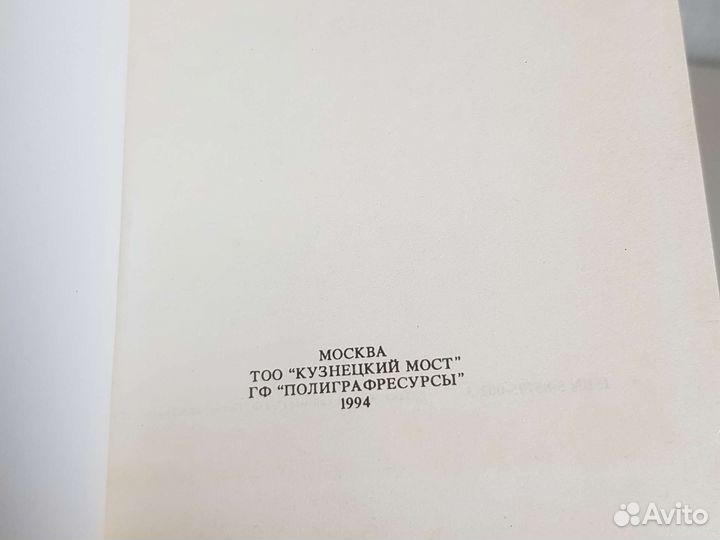 МОСКВА
ТОО "КУЗНЕЦКИЙ МОСТ"
ГФ "ПОЛИГРАФРЕСУРСЫ"
1994
Avito